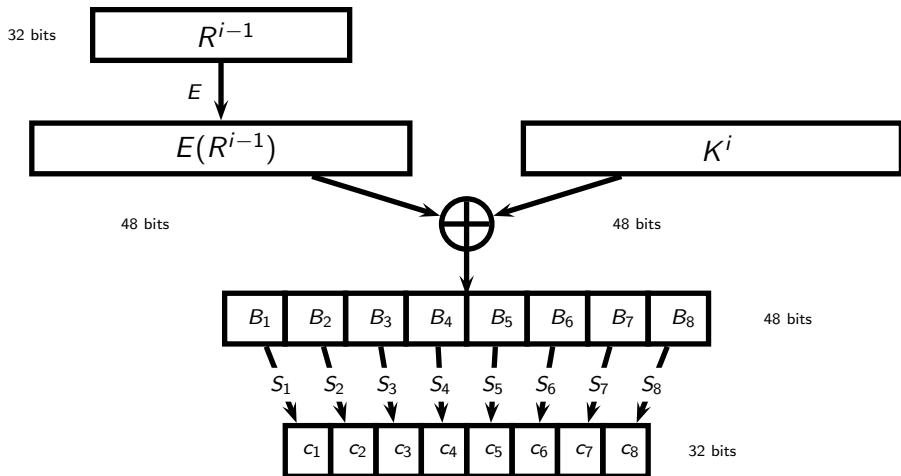 32 bits
R^{i−1}
E
E(R^{i−1})
K^i
48 bits
48 bits
B_1 B_2 B_3 B_4 B_5 B_6 B_7 B_8
48 bits
S_1 S_2 S_3 S_4 S_5 S_6 S_7 S_8
c_1 c_2 c_3 c_4 c_5 c_6 c_7 c_8
32 bits